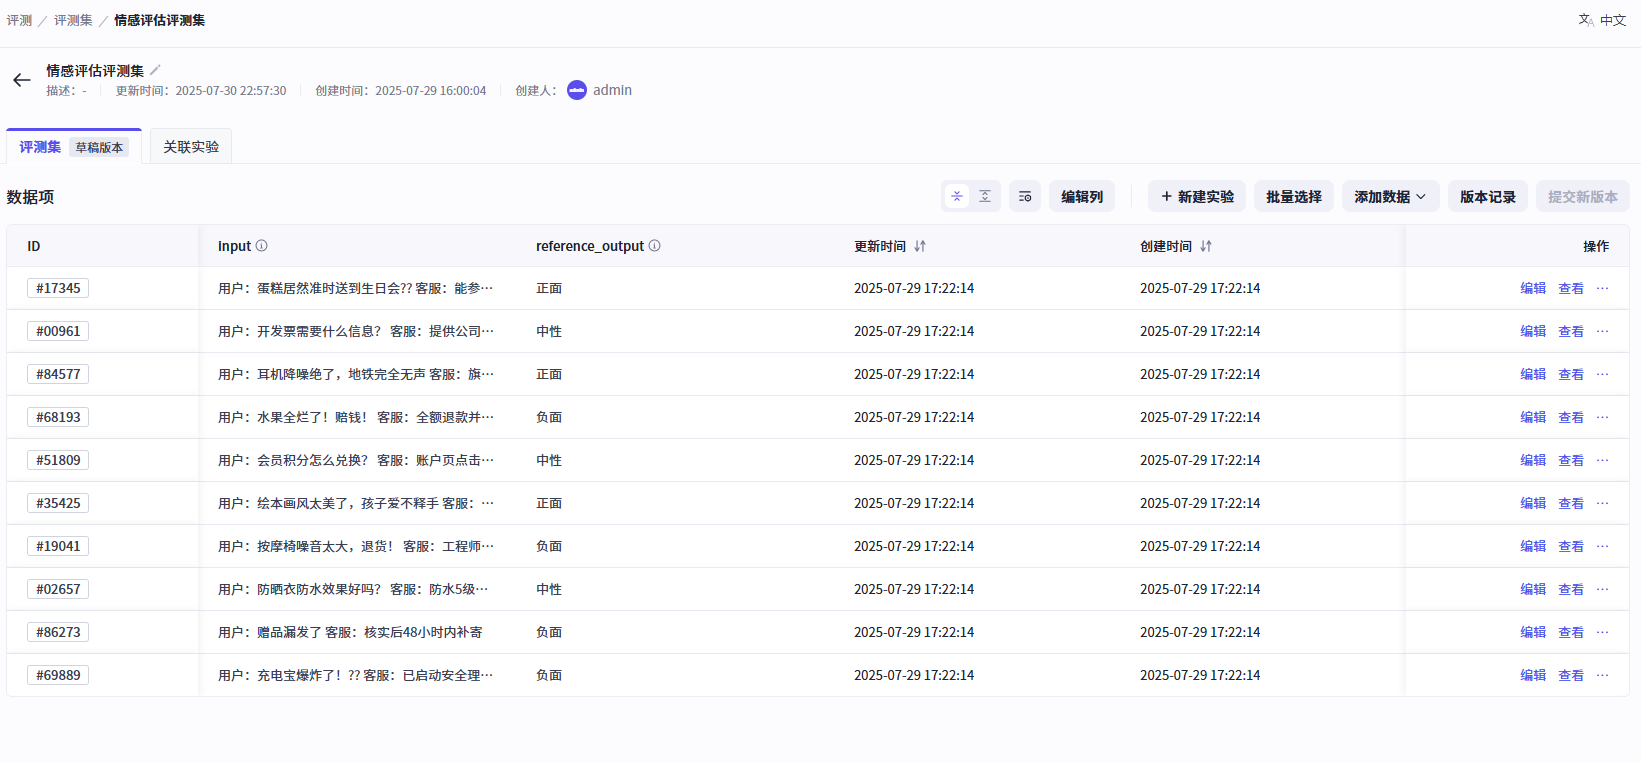 评测 / 评测集 / 情感评估评测集
中文
情感评估评测集
描述：- 更新时间：2025-07-30 22:57:30 创建时间：2025-07-29 16:00:04 创建人： admin
评测集 草稿版本 关联实验
数据项 编辑列 + 新建实验 批量选择 添加数据 版本记录 提交新版本
ID Input reference_output 更新时间 创建时间 操作
#17345 用户：蛋糕居然准时送到生日会?? 客服：能参… 正面 2025-07-29 17:22:14 2025-07-29 17:22:14 编辑 查看 …
#00961 用户：开发票需要什么信息？ 客服：提供公司… 中性 2025-07-29 17:22:14 2025-07-29 17:22:14 编辑 查看 …
#84577 用户：耳机降噪绝了，地铁完全无声 客服：旗… 正面 2025-07-29 17:22:14 2025-07-29 17:22:14 编辑 查看 …
#68193 用户：水果全烂了！赔钱！ 客服：全额退款并… 负面 2025-07-29 17:22:14 2025-07-29 17:22:14 编辑 查看 …
#51809 用户：会员积分怎么兑换？ 客服：账户页点击… 中性 2025-07-29 17:22:14 2025-07-29 17:22:14 编辑 查看 …
#35425 用户：绘本画风太美了，孩子爱不释手 客服：… 正面 2025-07-29 17:22:14 2025-07-29 17:22:14 编辑 查看 …
#19041 用户：按摩椅噪音太大，退货！ 客服：工程师… 负面 2025-07-29 17:22:14 2025-07-29 17:22:14 编辑 查看 …
#02657 用户：防晒衣防水效果好吗？ 客服：防水5级… 中性 2025-07-29 17:22:14 2025-07-29 17:22:14 编辑 查看 …
#86273 用户：赠品漏发了 客服：核实后48小时内补寄 负面 2025-07-29 17:22:14 2025-07-29 17:22:14 编辑 查看 …
#69889 用户：充电宝爆炸了！?? 客服：已启动安全理… 负面 2025-07-29 17:22:14 2025-07-29 17:22:14 编辑 查看 …